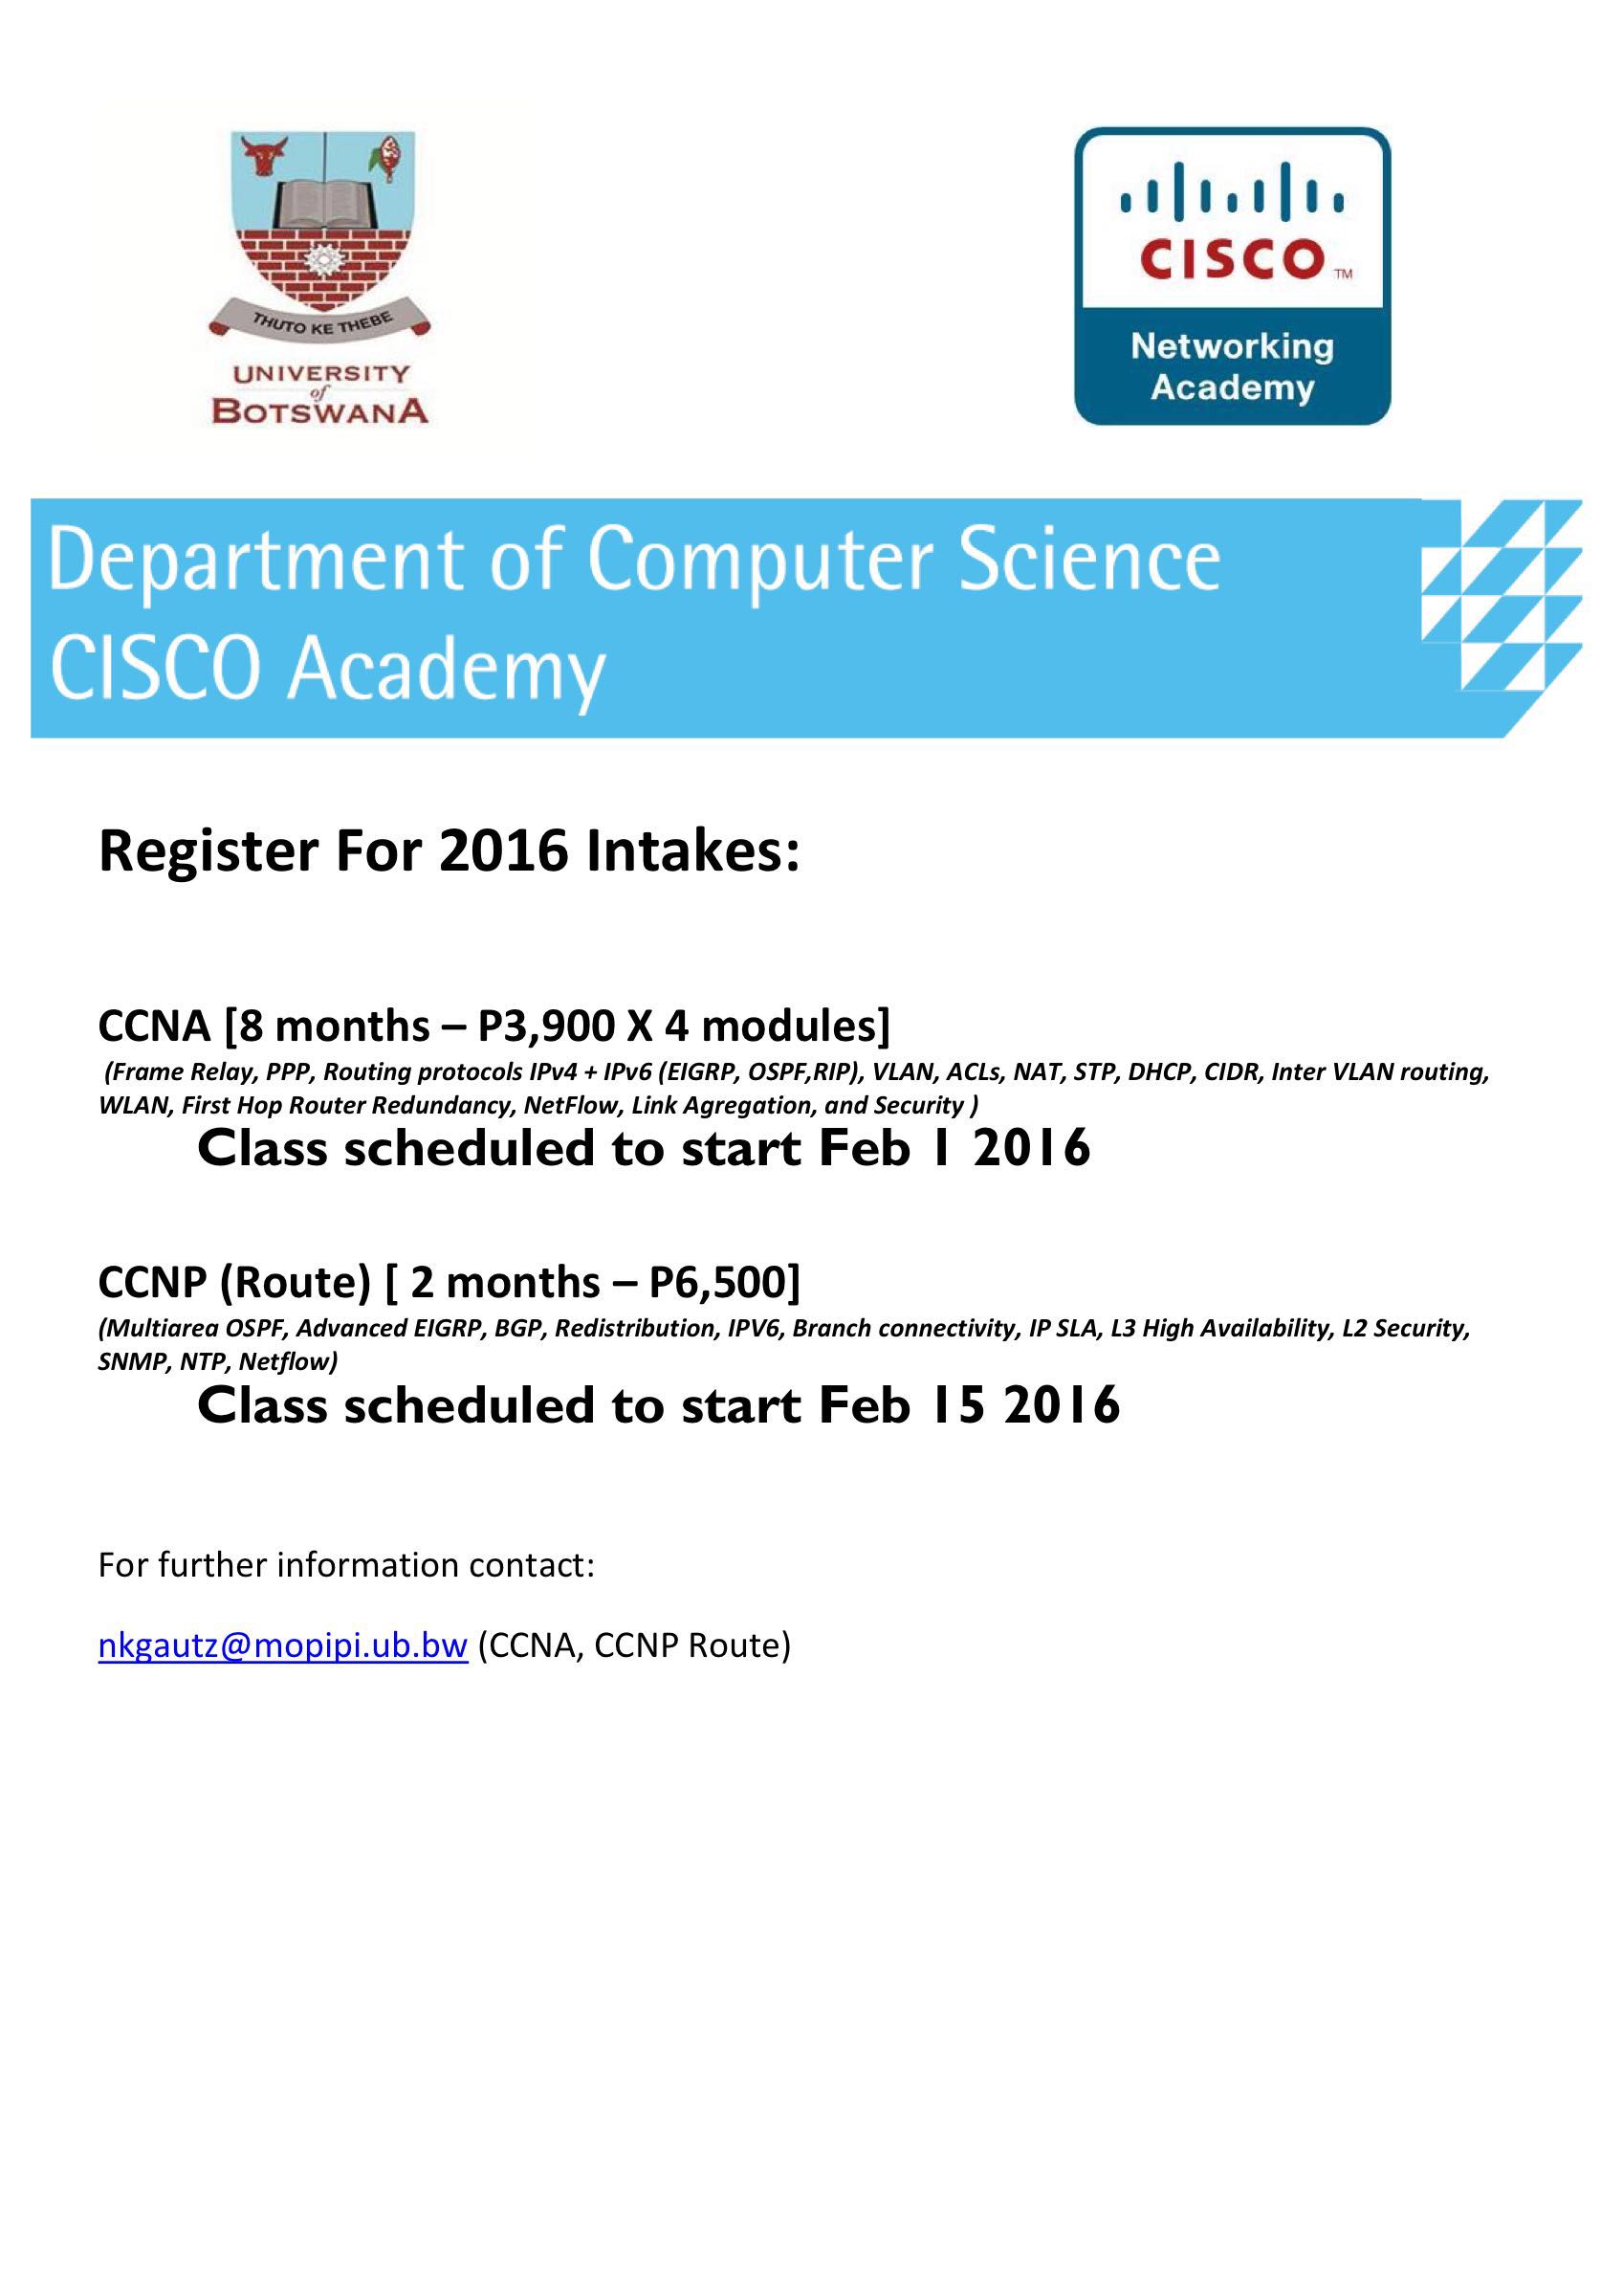 THUTO KE THEBE
UNIVERSITY
of
BOTSWANA
CISCO™
Networking
Academy
Department of Computer Science
CISCO Academy
Register For 2016 Intakes:
CCNA [8 months – P3,900 X 4 modules]
(Frame Relay, PPP, Routing protocols IPv4 + IPv6 (EIGRP, OSPF,RIP), VLAN, ACLs, NAT, STP, DHCP, CIDR, Inter VLAN routing,
WLAN, First Hop Router Redundancy, NetFlow, Link Agregation, and Security )
Class scheduled to start Feb 1 2016
CCNP (Route) [ 2 months – P6,500]
(Multiarea OSPF, Advanced EIGRP, BGP, Redistribution, IPV6, Branch connectivity, IP SLA, L3 High Availability, L2 Security,
SNMP, NTP, Netflow)
Class scheduled to start Feb 15 2016
For further information contact:
nkgautz@mopipi.ub.bw (CCNA, CCNP Route)